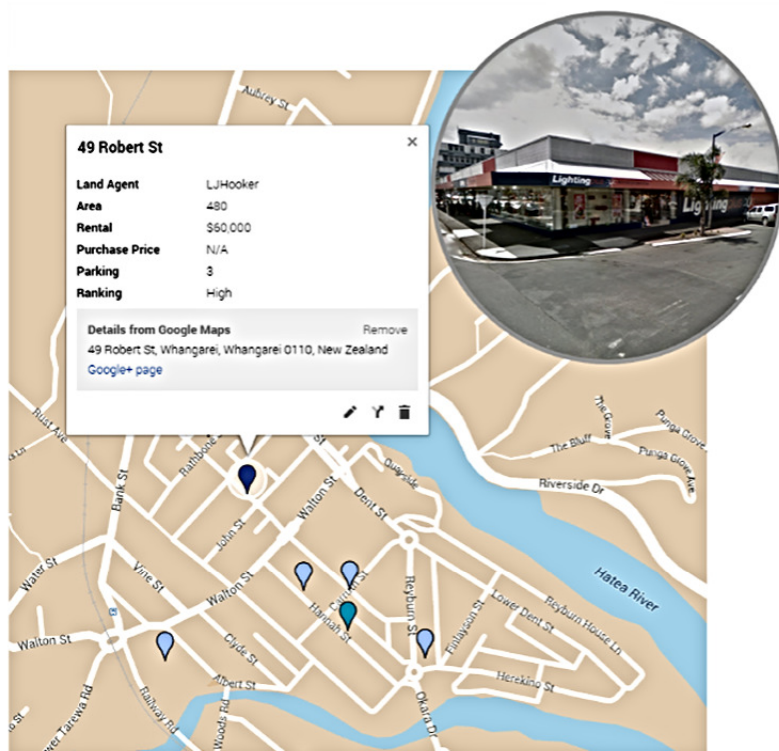 Aubrey St
49 Robert St
Land Agent LJHooker
Area 480
Rental $60,000
Purchase Price N/A
Parking 3
Ranking High
Details from Google Maps Remove
49 Robert St, Whangarei, Whangarei 0110, New Zealand
Google+ page
Lighting
Lighting
Rust Ave
Rathbone
Bank St
John St
Walton St
Quayside
Dent St
The Grove
Punga Grove
The Bluff
Punga Grove Ave
Riverside Dr
Hatea River
Water St
Vine St
Walton St
Walton St
Hannah St
Reyburn St
Finlayson St
Lower Dent St
Reyburn House Ln
Clyde St
Albert St
Herekino St
Railway Rd
Woods Rd
Okara Dr